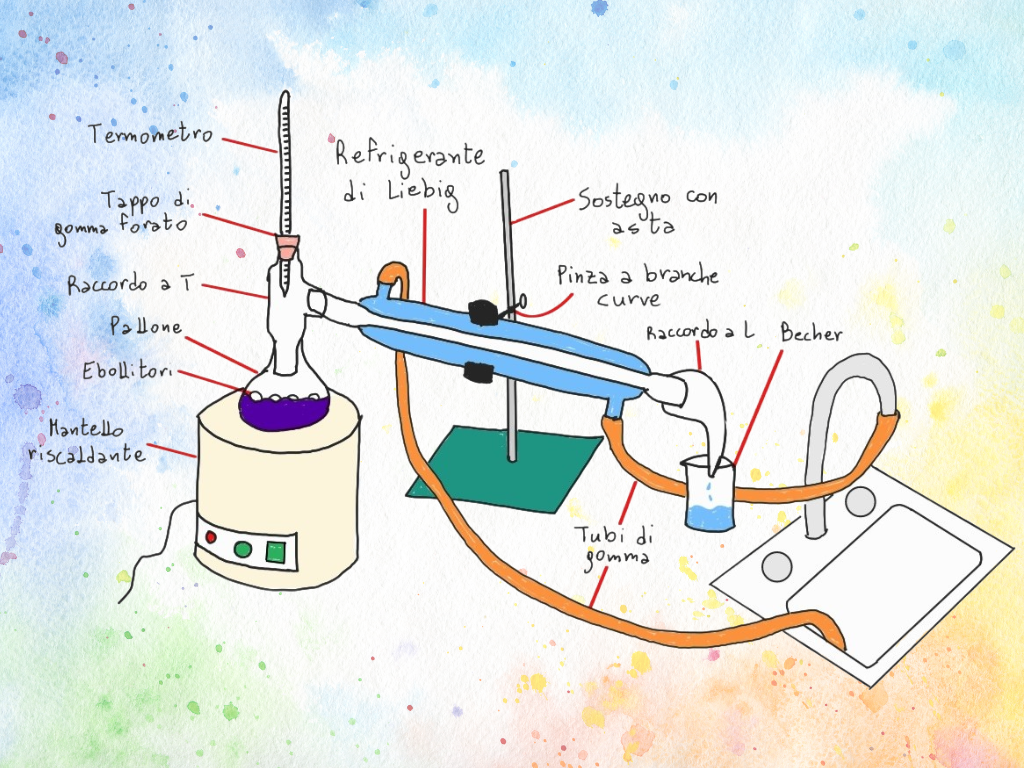 Termometro
Tappo di
gomma forato
Raccordo a T
Pallone
Ebollitori
Mantello
riscaldante
Refrigerante
di Liebig
Sostegno con
asta
Pinza a branche
curve
Raccordo a L
Becher
Tubi di
gomma